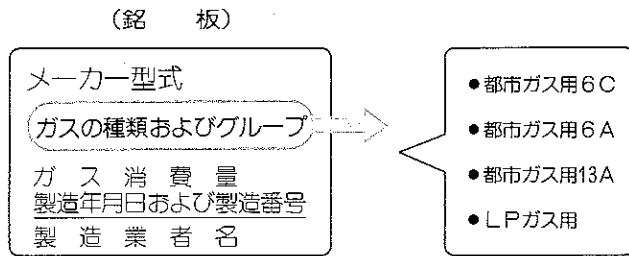 (銘 板)
メーカー型式
ガスの種類およびグループ
ガス消費量
製造年月日および製造番号
製造業者名
●都市ガス用6C
●都市ガス用6A
●都市ガス用13A
●LPガス用